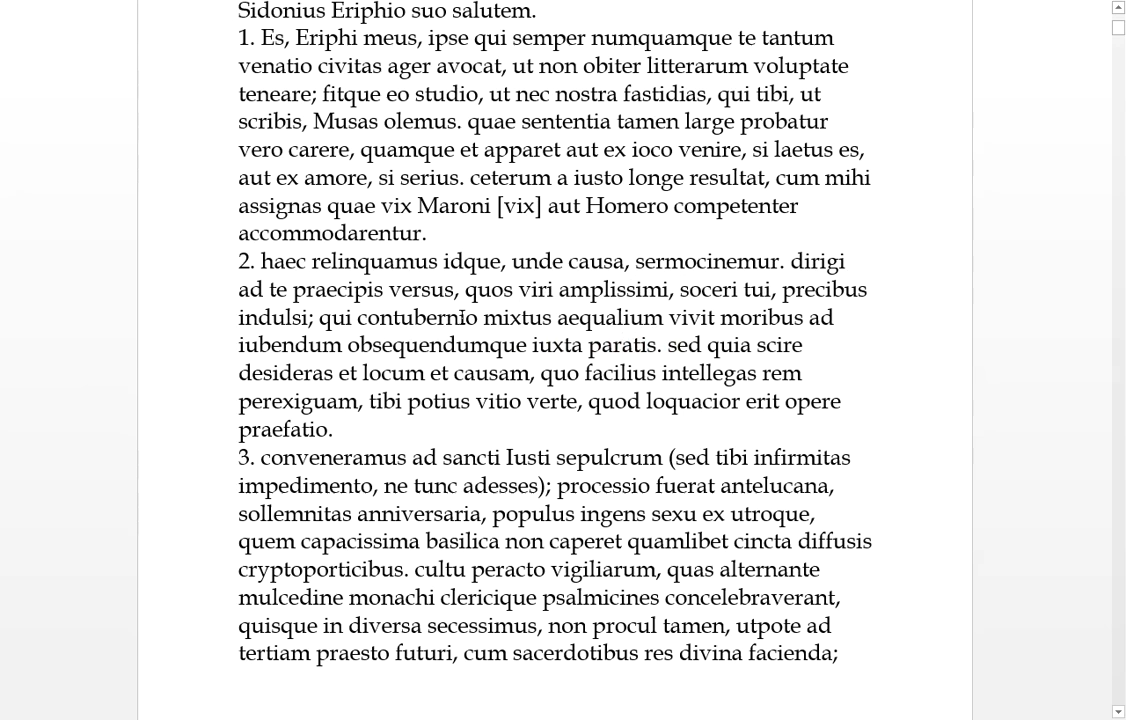 Sidonius Eriphio suo salutem.
1. Es, Eriphi meus, ipse qui semper numquamque te tantum
venatio civitas ager avocat, ut non obiter litterarum voluptate
teneare; fitque eo studio, ut nec nostra fastidias, qui tibi, ut
scribis, Musas olemus. quae sententia tamen large probatur
vero carere, quamque et apparet aut ex ioco venire, si laetus es,
aut ex amore, si serius. ceterum a iusto longe resultat, cum mihi
assignas quae vix Maroni [vix] aut Homero competenter
accommodarentur.
2. haec relinquamus idque, unde causa, sermocinemur. dirigi
ad te praecipis versus, quos viri amplissimi, soceri tui, precibus
indulsi; qui contubernio mixtus aequalium vivit moribus ad
iubendum obsequendumque iuxta paratis. sed quia scire
desideras et locum et causam, quo facilius intellegas rem
perexiguam, tibi potius vitio verte, quod loquacior erit opere
praefatio.
3. conveneramus ad sancti Iusti sepulcrum (sed tibi infirmitas
impedimento, ne tunc adesses); processio fuerat antelucana,
sollemnitas anniversaria, populus ingens sexu ex utroque,
quem capacissima basilica non caperet quamlibet cincta diffusis
cryptoporticibus. cultu peracto vigiliarum, quas alternante
mulcedine monachi clericique psalmicines concelebraverant,
quisque in diversa secessimus, non procul tamen, utpote ad
tertiam praesto futuri, cum sacerdotibus res divina facienda;